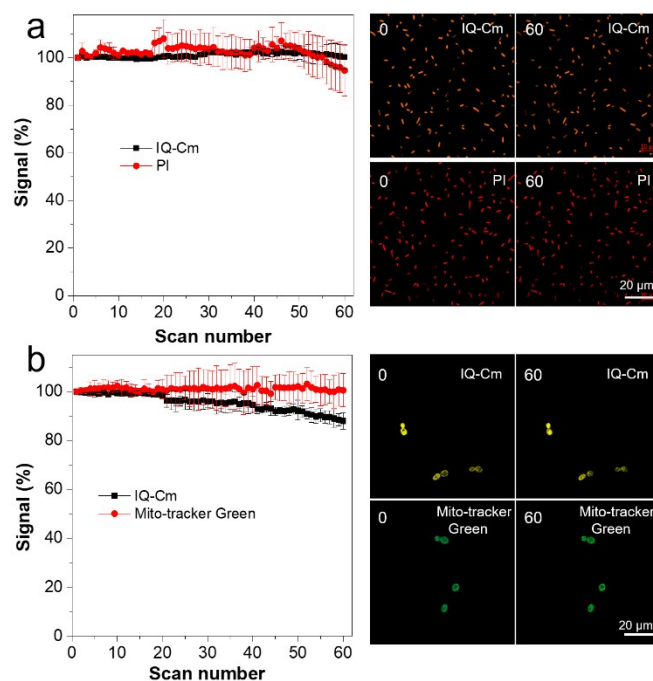 a
120
100
80
60
40
20
0
Signal (%)
IQ-Cm
PI
0 10 20 30 40 50 60
Scan number
0 IQ-Cm
60 IQ-Cm
0 PI
60 PI
20 µm
b
100
80
60
40
20
0
Signal (%)
IQ-Cm
Mito-tracker Green
0 10 20 30 40 50 60
Scan number
0 IQ-Cm
60 IQ-Cm
0 Mito-tracker
Green
60 Mito-tracker
Green
20 µm